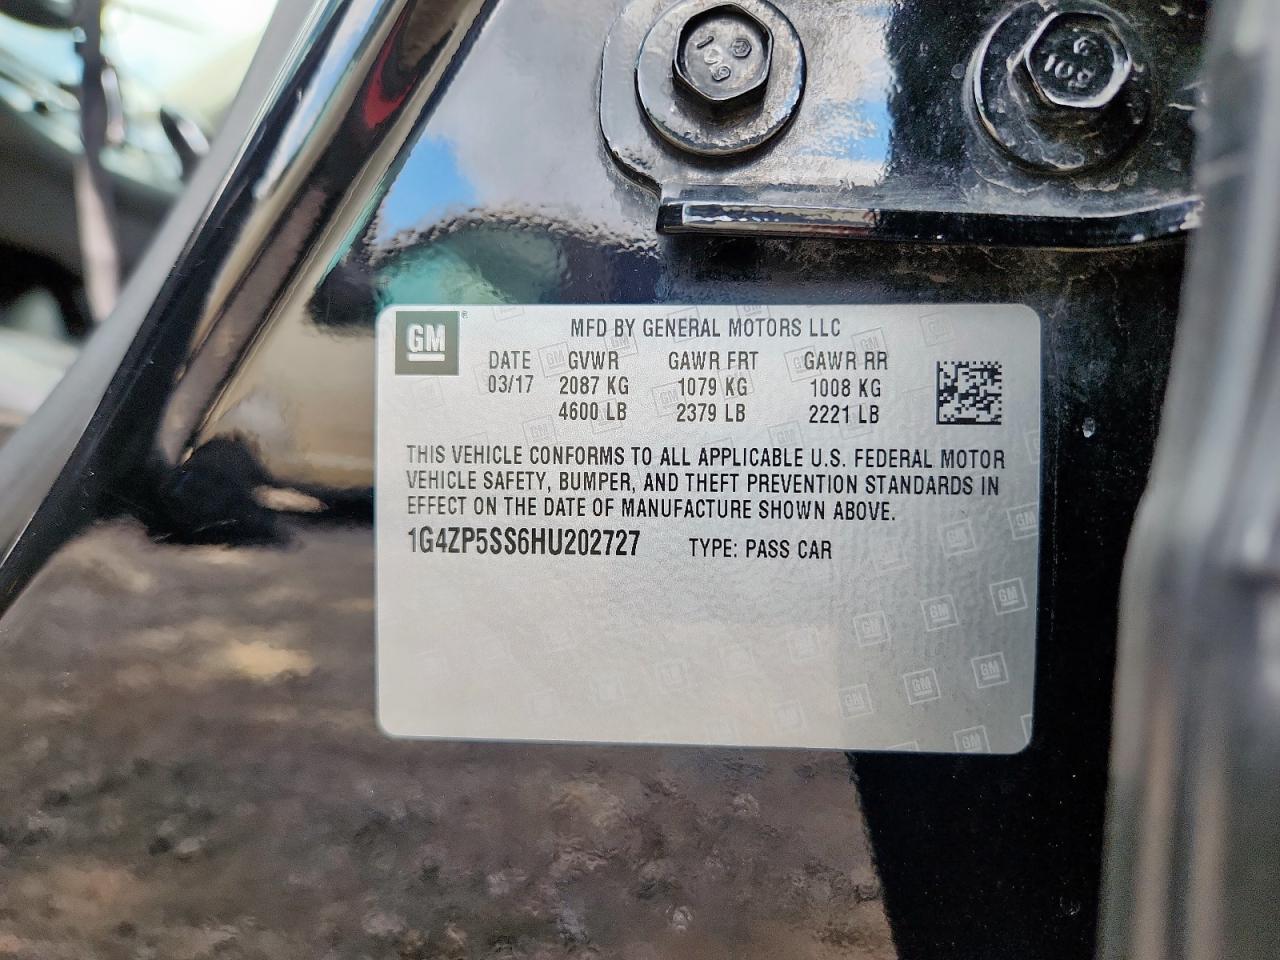 GM
MFD BY GENERAL MOTORS LLC
DATE GVWR GAWR FRT GAWR RR
03/17 2087 KG 1079 KG 1008 KG
4600 LB 2379 LB 2221 LB
THIS VEHICLE CONFORMS TO ALL APPLICABLE U.S. FEDERAL MOTOR
VEHICLE SAFETY, BUMPER, AND THEFT PREVENTION STANDARDS IN
EFFECT ON THE DATE OF MANUFACTURE SHOWN ABOVE.
1G4ZP5SS6HU202727 TYPE: PASS CAR